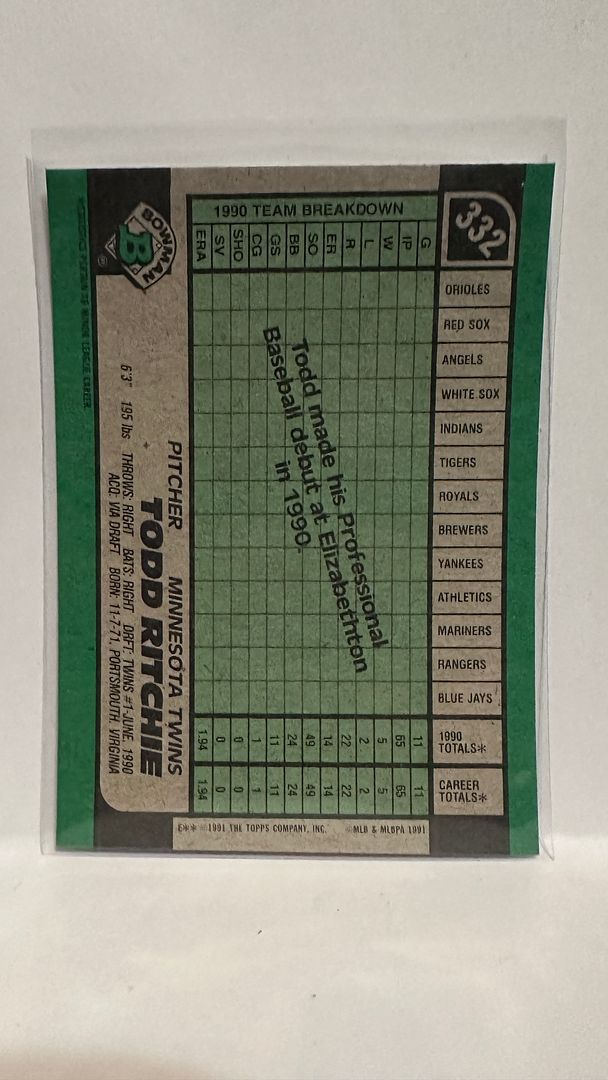 332
1990 TEAM BREAKDOWN
G
IP
W
L
R
ER
SO
BB
GS
CG
SHO
SV
ERA
ORIOLES
RED SOX
ANGELS
WHITE SOX
INDIANS
TIGERS
ROYALS
BREWERS
YANKEES
ATHLETICS
MARINERS
RANGERS
BLUE JAYS
1990 TOTALS* 11 65 5 2 22 14 49 24 11 1 0 0 1.94
CAREER TOTALS* 11 65 5 2 22 14 49 24 11 1 0 0 1.94
Todd made his Professional
Baseball debut at Elizabethton
in 1990.
BOWMAN
B
PITCHER MINNESOTA TWINS
TODD RITCHIE
6'3" 195 lbs THROWS: RIGHT BATS: RIGHT DRFT: TWINS #1-JUNE, 1990
ACQ: VIA DRAFT BORN: 11-7-71, PORTSMOUTH, VIRGINIA
E** ©1991 THE TOPPS COMPANY, INC. ©MLB & MLBPA 1991